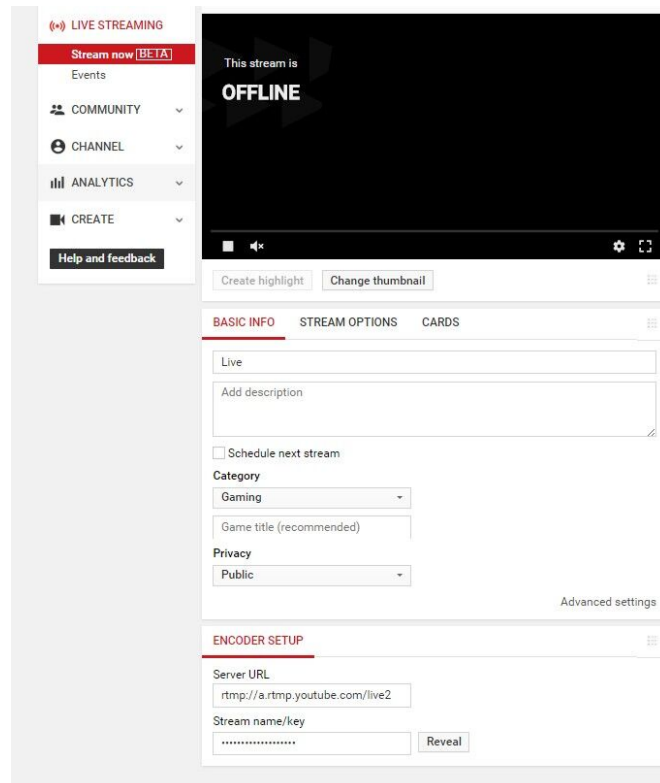 LIVE STREAMING
Stream now BETA
Events
COMMUNITY
CHANNEL
ANALYTICS
CREATE
Help and feedback
This stream is
OFFLINE
Create highlight Change thumbnail
BASIC INFO STREAM OPTIONS CARDS
Live
Add description
Schedule next stream
Category
Gaming
Game title (recommended)
Privacy
Public
Advanced settings
ENCODER SETUP
Server URL
rtmp://a.rtmp.youtube.com/live2
Stream name/key
•••••••••••••••••••
Reveal